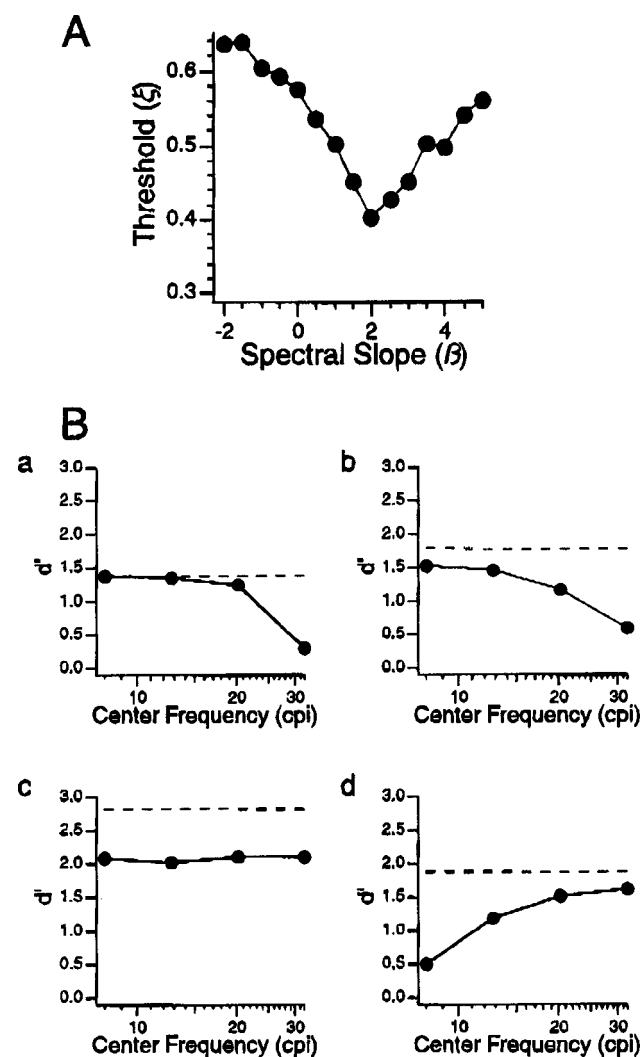 A
Threshold (ξ)
0.6
0.5
0.4
0.3
-2 0 2 4
Spectral Slope (β)
B
a
d'
3.0
2.5
2.0
1.5
1.0
0.5
0.0
10 20 30
Center Frequency (cpi)
b
d'
3.0
2.5
2.0
1.5
1.0
0.5
0.0
10 20 30
Center Frequency (cpi)
c
d'
3.0
2.5
2.0
1.5
1.0
0.5
0.0
10 20 30
Center Frequency (cpi)
d
d'
3.0
2.5
2.0
1.5
1.0
0.5
0.0
10 20 30
Center Frequency (cpi)